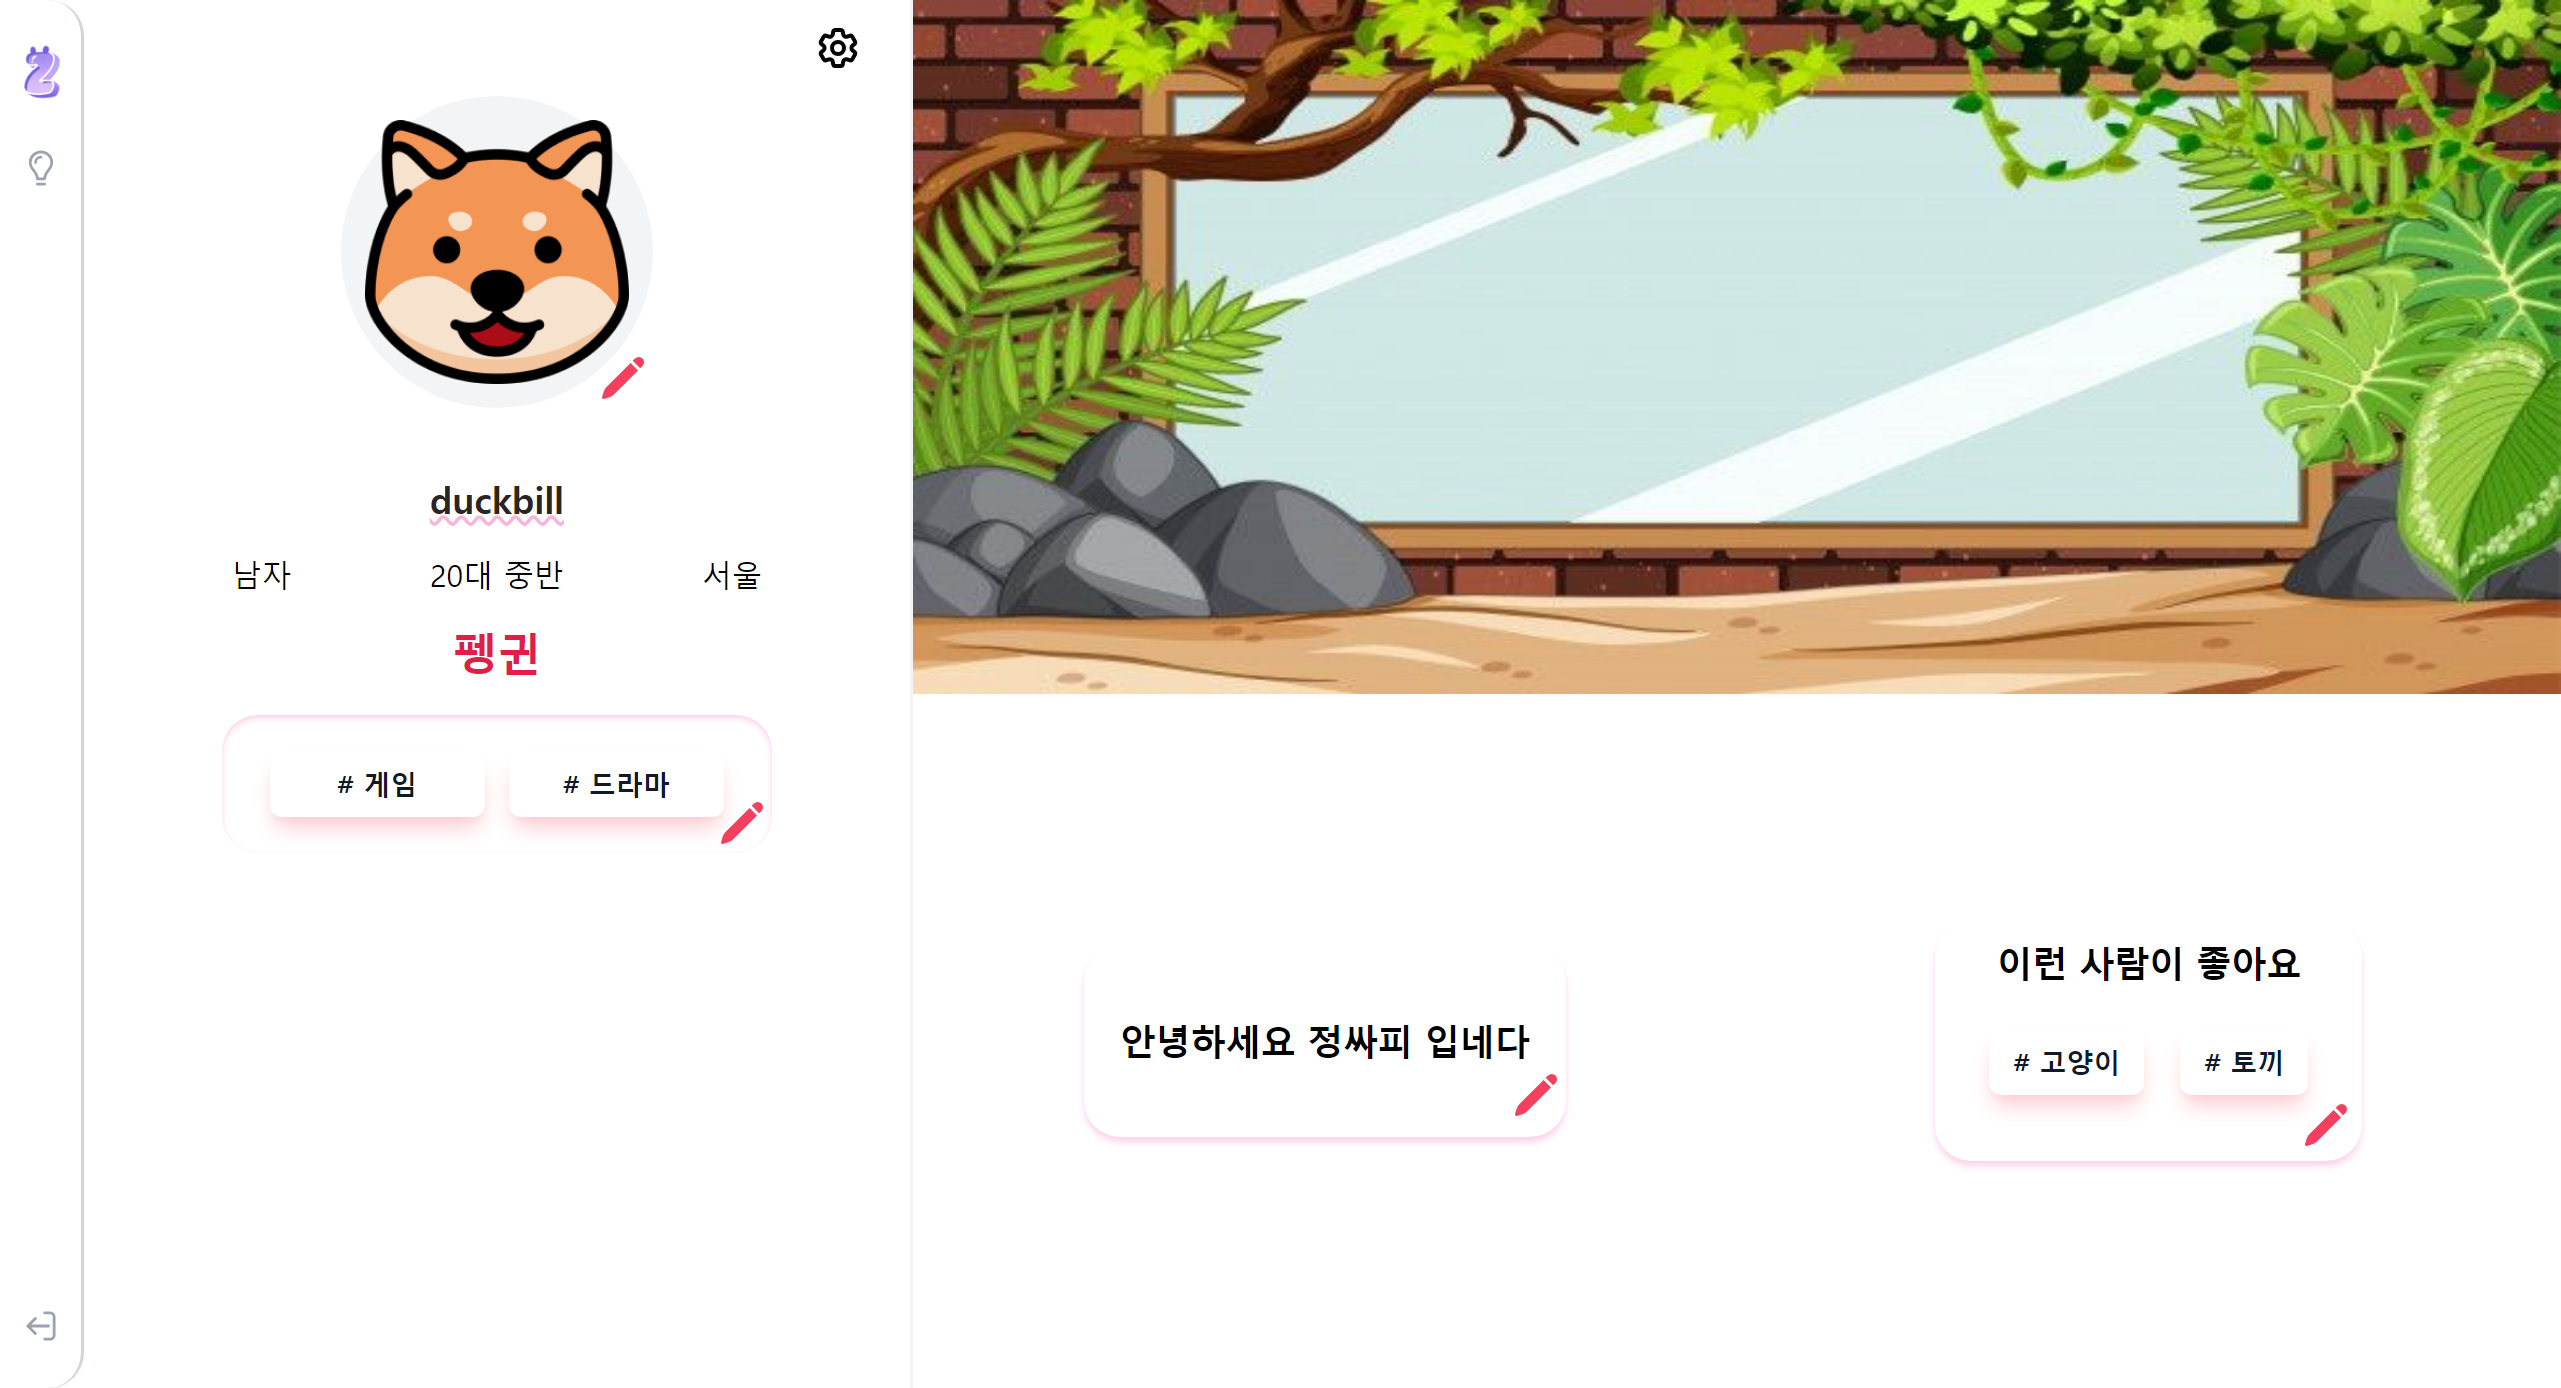 duckbill
남자 20대 중반 서울
펭귄
# 게임 # 드라마
안녕하세요 정싸피 입네다
이런 사람이 좋아요
# 고양이 # 토끼